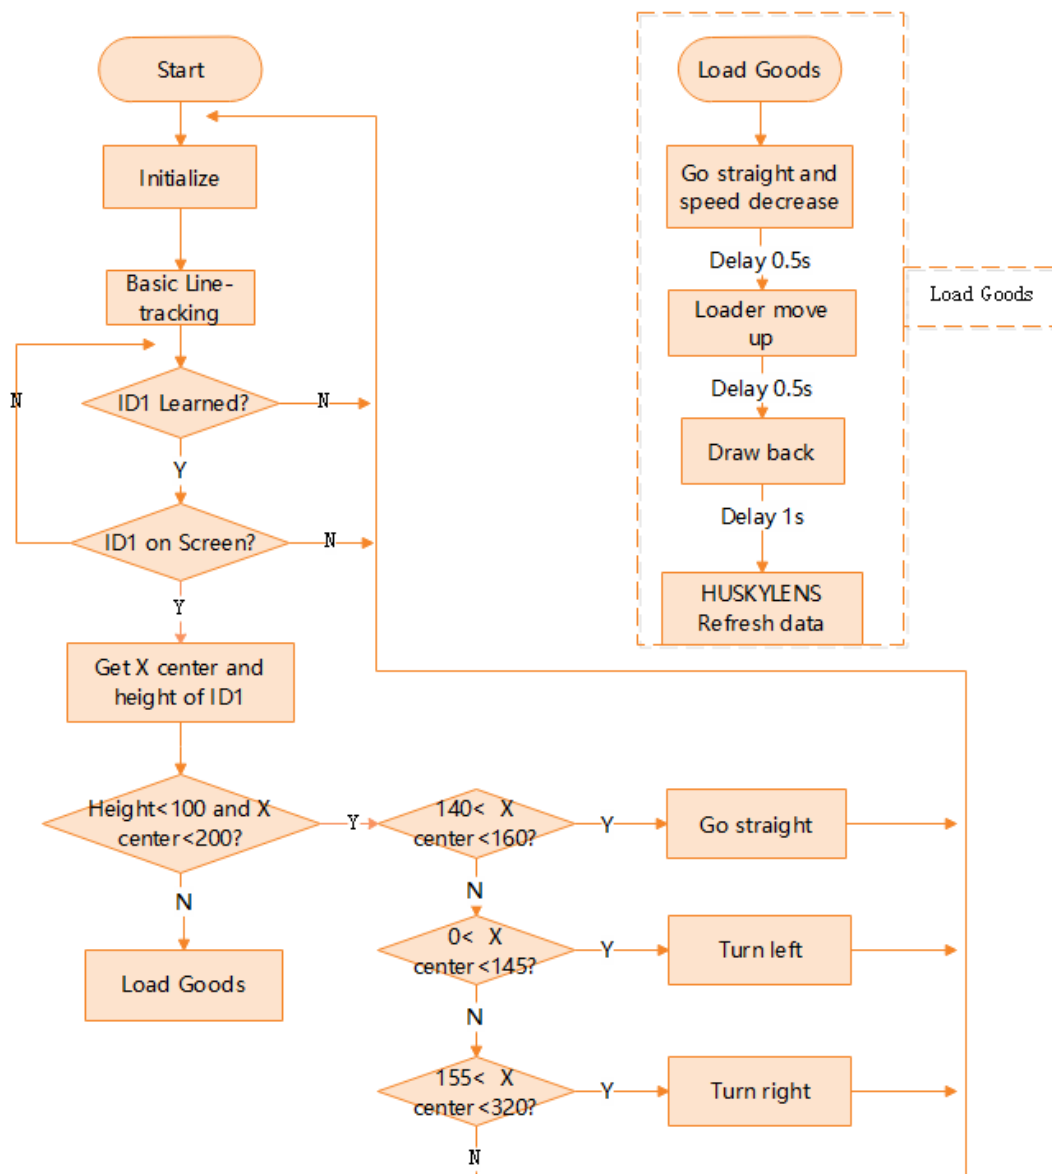 Start
Initialize
Basic Line-
tracking
N
ID1 Learned?
N
Y
ID1 on Screen?
N
Y
Get X center and
height of ID1
Height<100 and X
center<200?
Y
N
Load Goods
140< X
center<160?
Y
Go straight
N
0< X
center<145?
Y
Turn left
N
155< X
center<320?
Y
Turn right
N
Load Goods
Go straight and
speed decrease
Delay 0.5s
Loader move
up
Delay 0.5s
Draw back
Delay 1s
HUSKYLENS
Refresh data
Load Goods